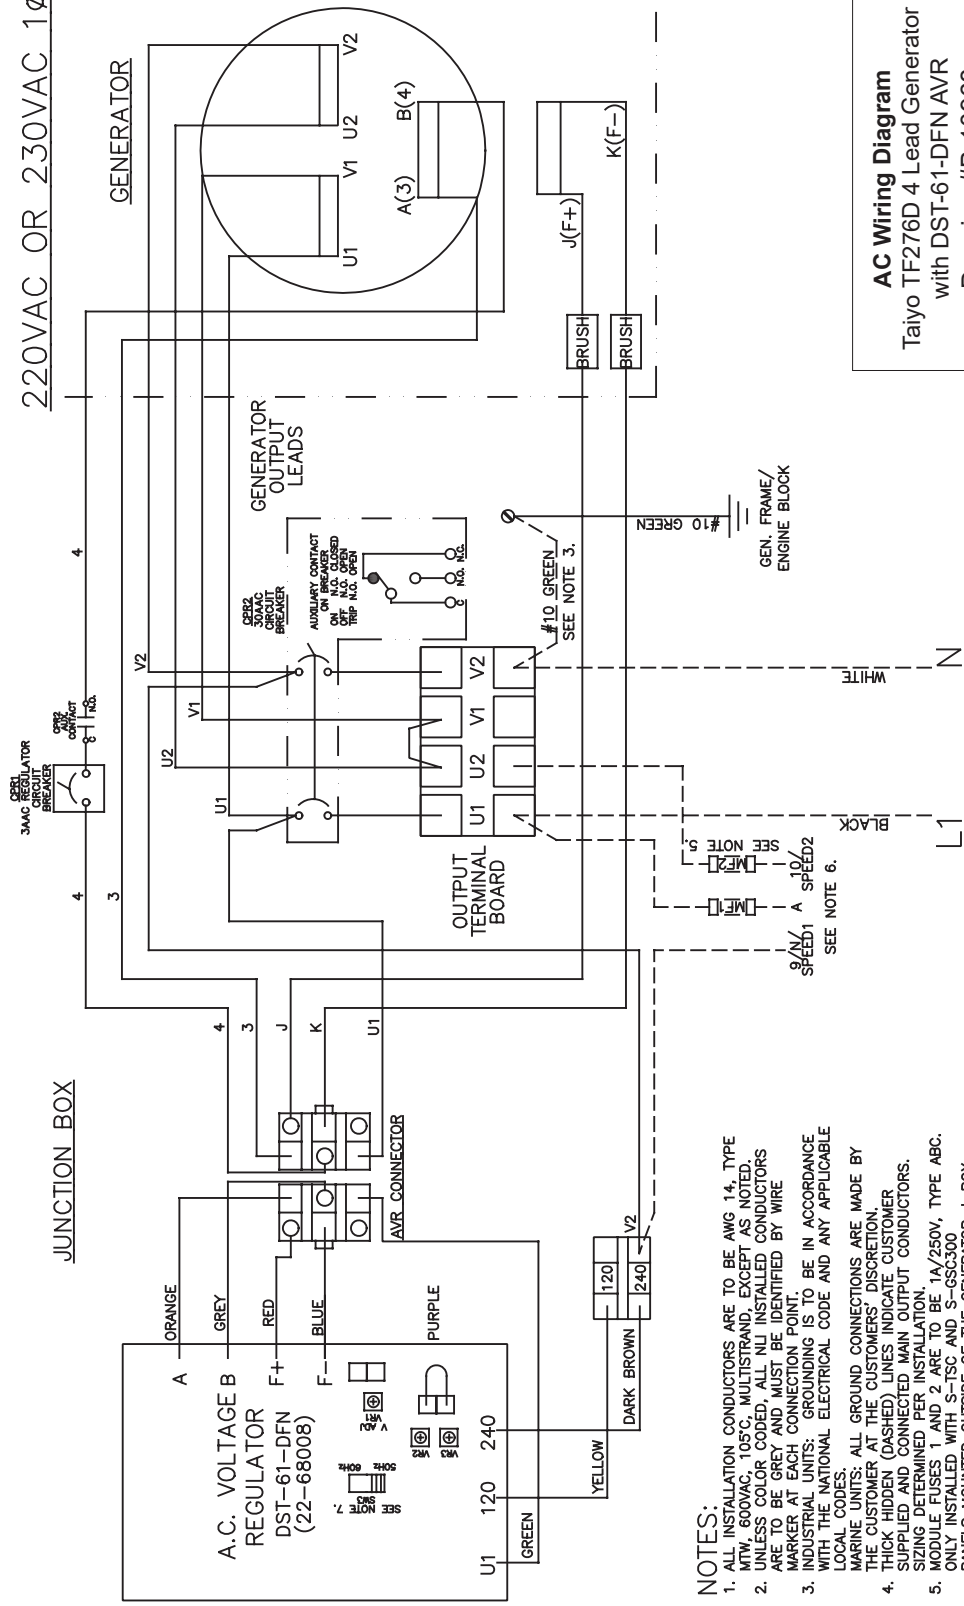 220VAC OR 230VAC 1Ø
GENERATOR
V2
U2
V1
U1
B(4)
A(3)
K(F-)
J(F+)
BRUSH
BRUSH
GENERATOR
OUTPUT
LEADS
4
CPR2
30AAC
CIRCUIT
BREAKER
AUXILIARY CONTACT
ON BREAKER
ON N.O. CLOSED
OFF N.O. OPEN
TRIP N.O. OPEN
C
N.O.
N.C.
#10 GREEN
SEE NOTE 3.
#10 GREEN
GEN. FRAME/
ENGINE BLOCK
CPR2
AUX.
CONTACT
N.O.
C
CPR1
3AAC REGULATOR
CIRCUIT
BREAKER
V2
V1
U2
U1
U1
U2
V1
V2
OUTPUT
TERMINAL
BOARD
WHITE
N
BLACK
L1
SEE NOTE 5.
MF1
MF2
9/N/
SPEED1
A
10/
SPEED2
SEE NOTE 6.
4
3
JUNCTION BOX
4
3
J
K
U1
AVR CONNECTOR
ORANGE
GREY
RED
BLUE
PURPLE
A
B
F+
F-
A.C. VOLTAGE
REGULATOR
DST-61-DFN
(22-68008)
SEE NOTE 7.
SW3
60Hz
50Hz
V ADJ
VR1
VR2
VR3
U1
120
240
GREEN
YELLOW
DARK BROWN
120
240
V2
NOTES:
1. ALL INSTALLATION CONDUCTORS ARE TO BE AWG 14, TYPE
MTW, 600VAC, 105°C, MULTISTRAND, EXCEPT AS NOTED.
2. UNLESS COLOR CODED, ALL NLI INSTALLED CONDUCTORS
ARE TO BE GREY AND MUST BE IDENTIFIED BY WIRE
MARKER AT EACH CONNECTION POINT.
3. INDUSTRIAL UNITS: GROUNDING IS TO BE IN ACCORDANCE
WITH THE NATIONAL ELECTRICAL CODE AND ANY APPLICABLE
LOCAL CODES.
MARINE UNITS: ALL GROUND CONNECTIONS ARE MADE BY
THE CUSTOMER AT THE CUSTOMERS' DISCRETION.
4. THICK HIDDEN (DASHED) LINES INDICATE CUSTOMER
SUPPLIED AND CONNECTED MAIN OUTPUT CONDUCTORS.
SIZING DETERMINED PER INSTALLATION.
5. MODULE FUSES 1 AND 2 ARE TO BE 1A/250V, TYPE ABC.
ONLY INSTALLED WITH S-TSC AND S-GSC300
AC Wiring Diagram
Taiyo TF276D 4 Lead Generator
with DST-61-DFN AVR